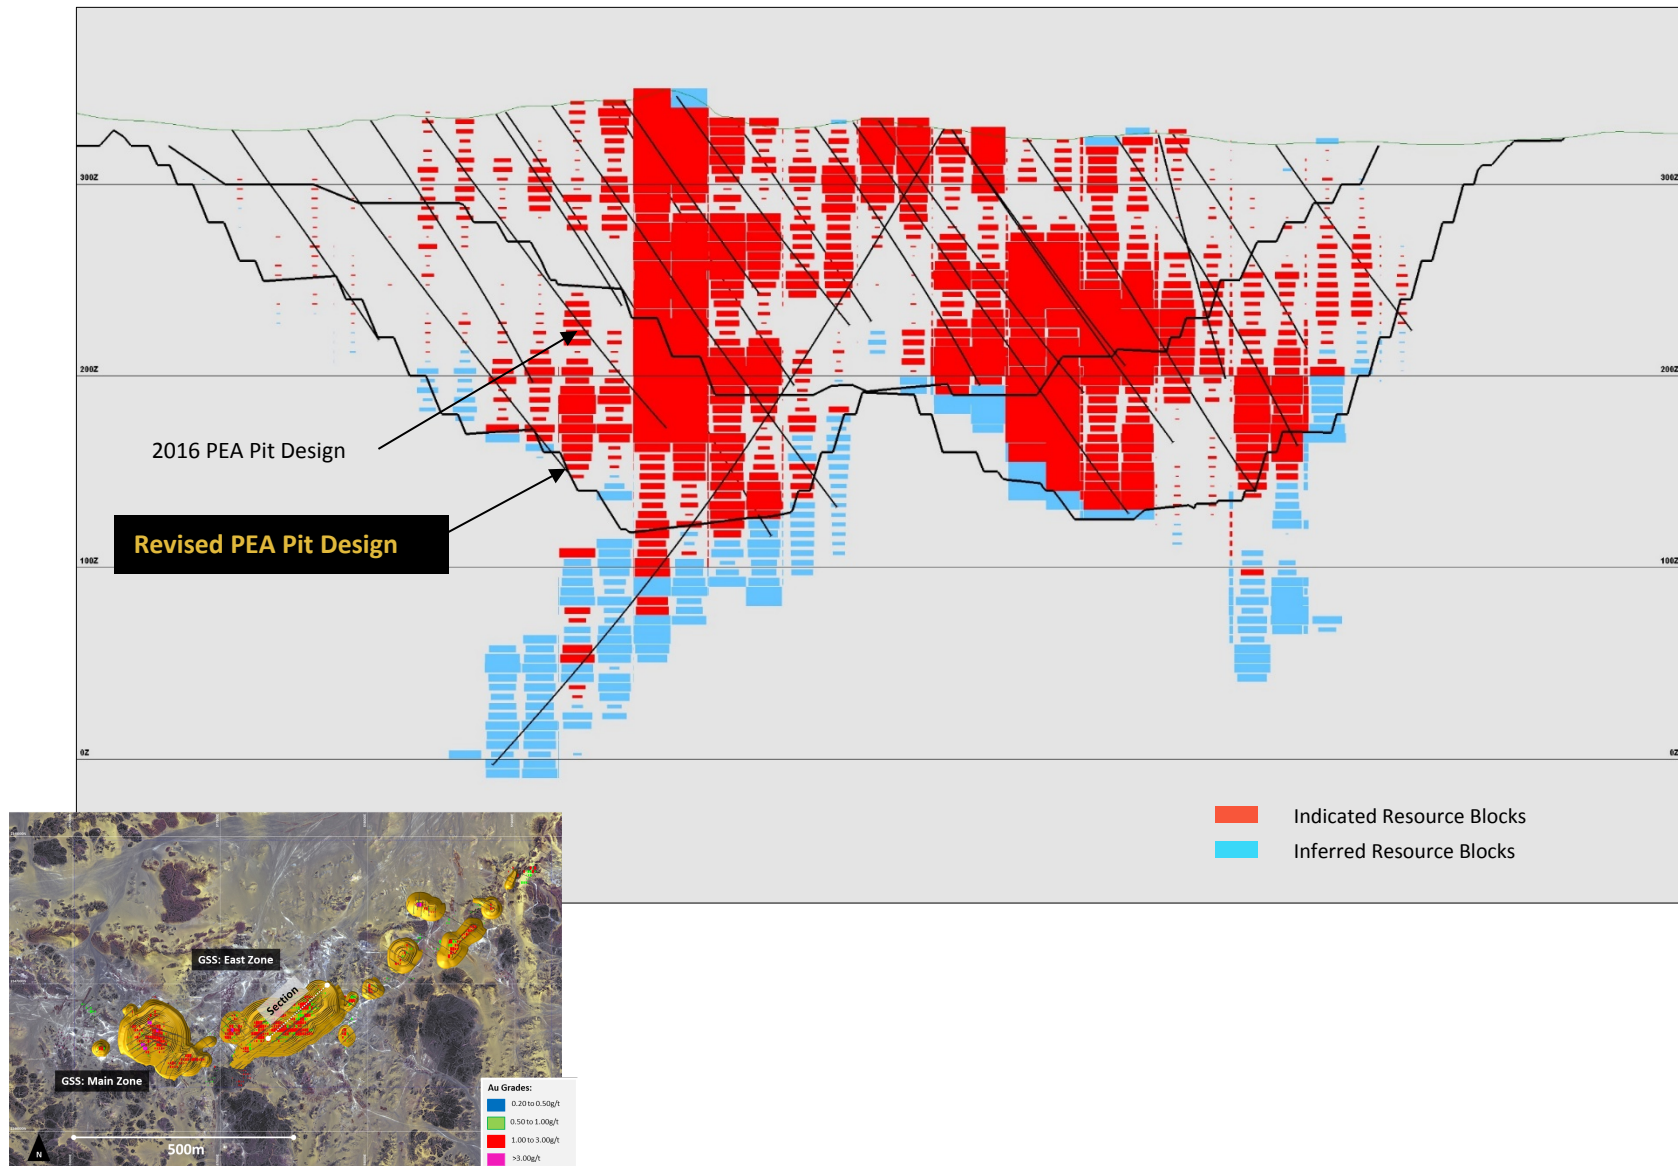 300Z
300Z
200Z
200Z
2016 PEA Pit Design
Revised PEA Pit Design
100Z
100Z
0Z
0Z
Indicated Resource Blocks
Inferred Resource Blocks
GSS: East Zone
Section
GSS: Main Zone
Au Grades:
0.20 to 0.50g/t
0.50 to 1.00g/t
1.00 to 3.00g/t
>3.00g/t
500m
N